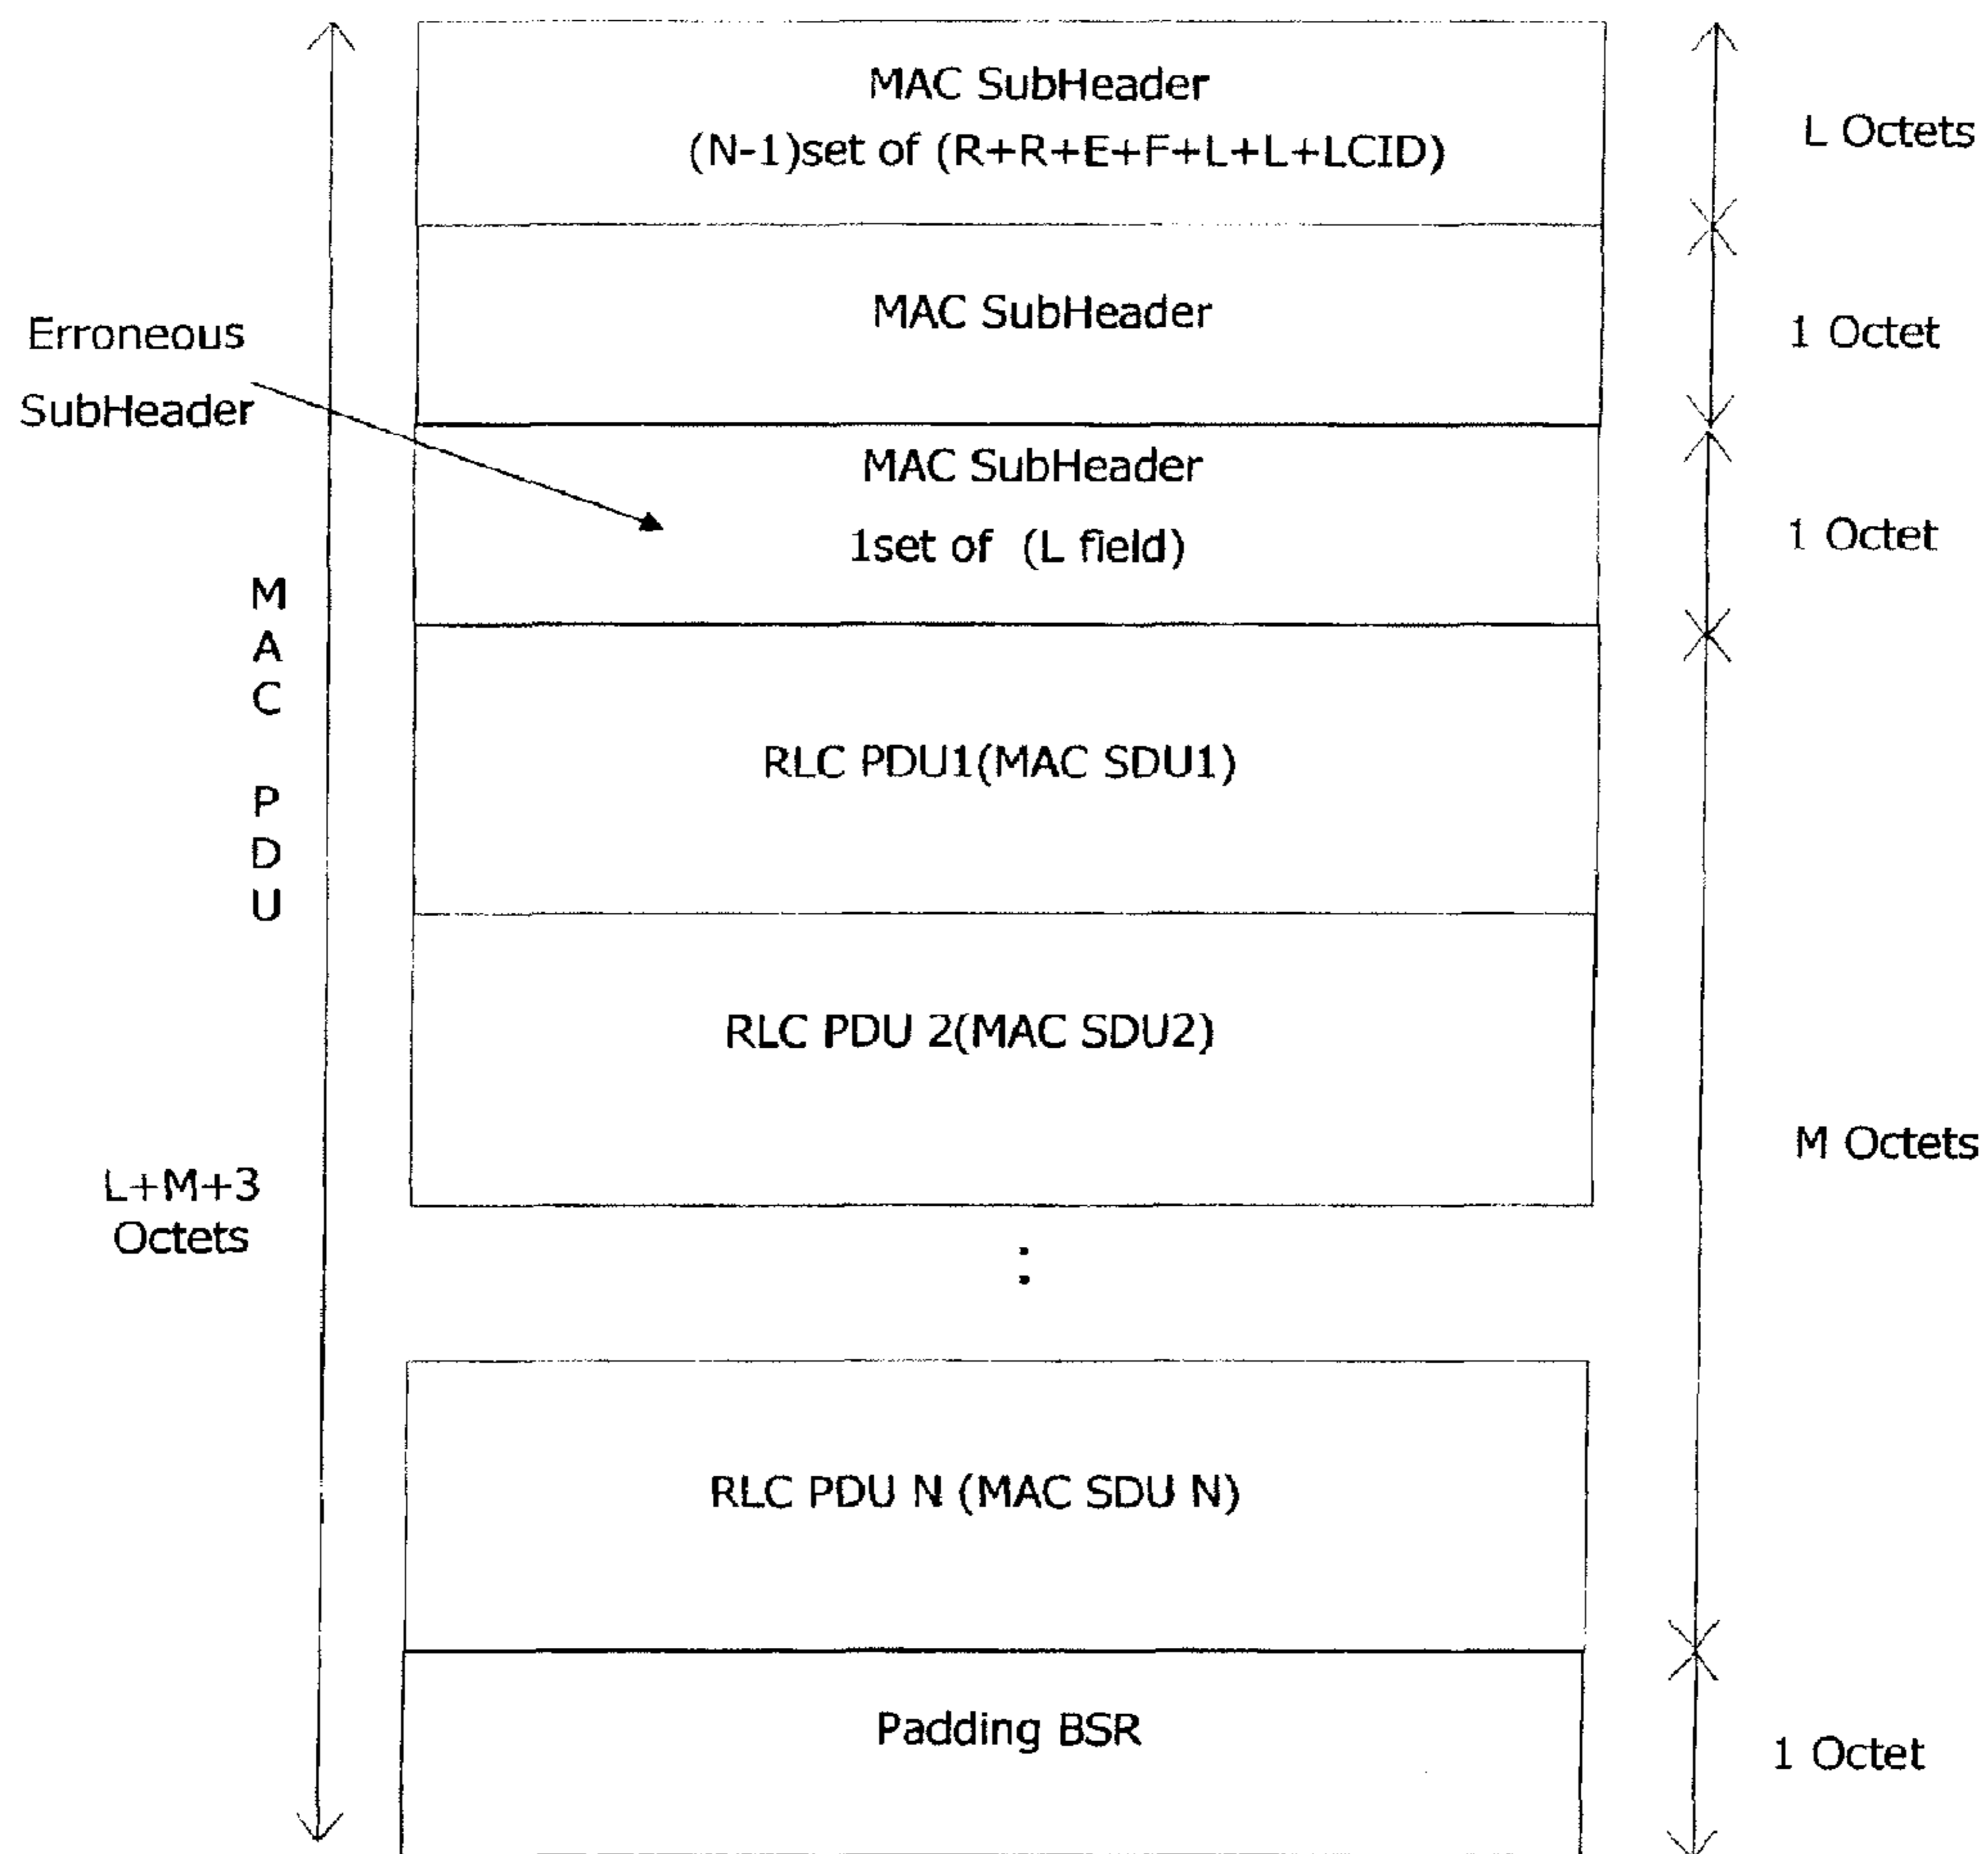 MAC SubHeader
(N-1)set of (R+R+E+F+L+L+LCID)
L Octets
MAC SubHeader
1 Octet
Erroneous
SubHeader
MAC SubHeader
1set of (L field)
1 Octet
M
A
C
P
D
U
RLC PDU1(MAC SDU1)
RLC PDU 2(MAC SDU2)
M Octets
L+M+3
Octets
:
RLC PDU N (MAC SDU N)
Padding BSR
1 Octet